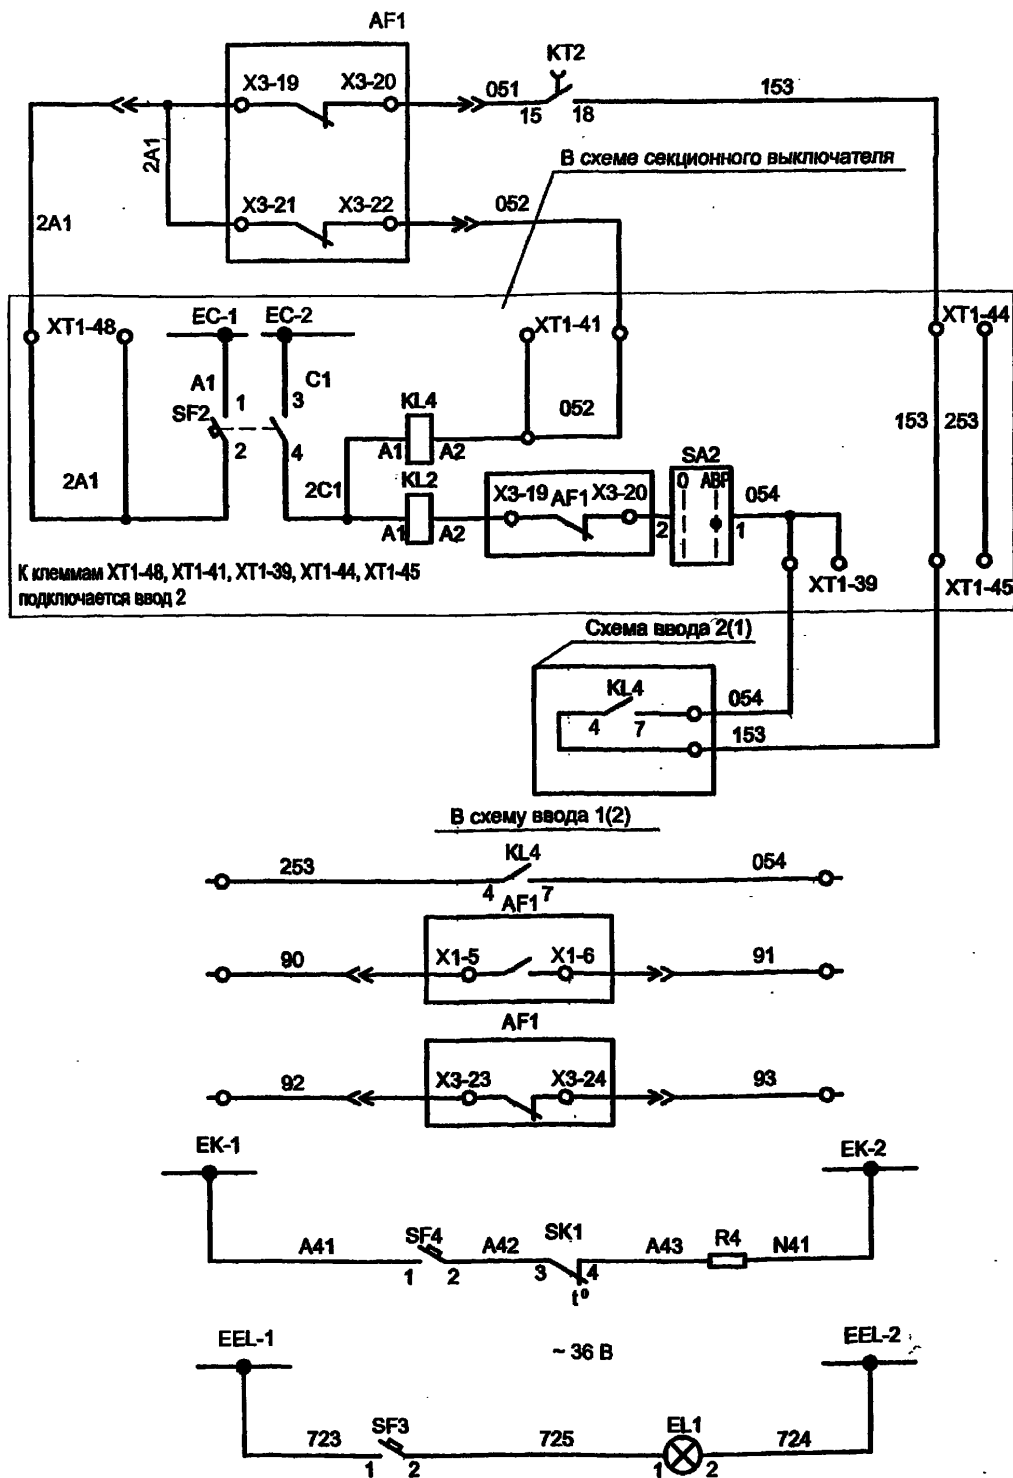 AF1
X3-19 X3-20 051 KT2 153
15 18
2A1
В схеме секционного выключателя
X3-21 X3-22 052
2A1
XT1-48 EC-1 EC-2 XT1-41 XT1-44
A1 1 3 C1
SF2 KL4 052 153 253
2 4 A1 A2
2A1 2C1 KL2 X3-19 AF1 X3-20 SA2
0 АВР 054
A1 A2 2 1
К клеммам XT1-48, XT1-41, XT1-39, XT1-44, XT1-45
подключается ввод 2
XT1-39 XT1-45
Схема ввода 2(1)
KL4 054
4 7 153
В схему ввода 1(2)
253 KL4 054
4 7
AF1
90 X1-5 X1-6 91
AF1
92 X3-23 X3-24 93
EK-1 EK-2
A41 SF4 A42 SK1 A43 R4 N41
1 2 3 4
t°
EEL-1 ~ 36 В EEL-2
723 SF3 725 EL1 724
1 2 1 2